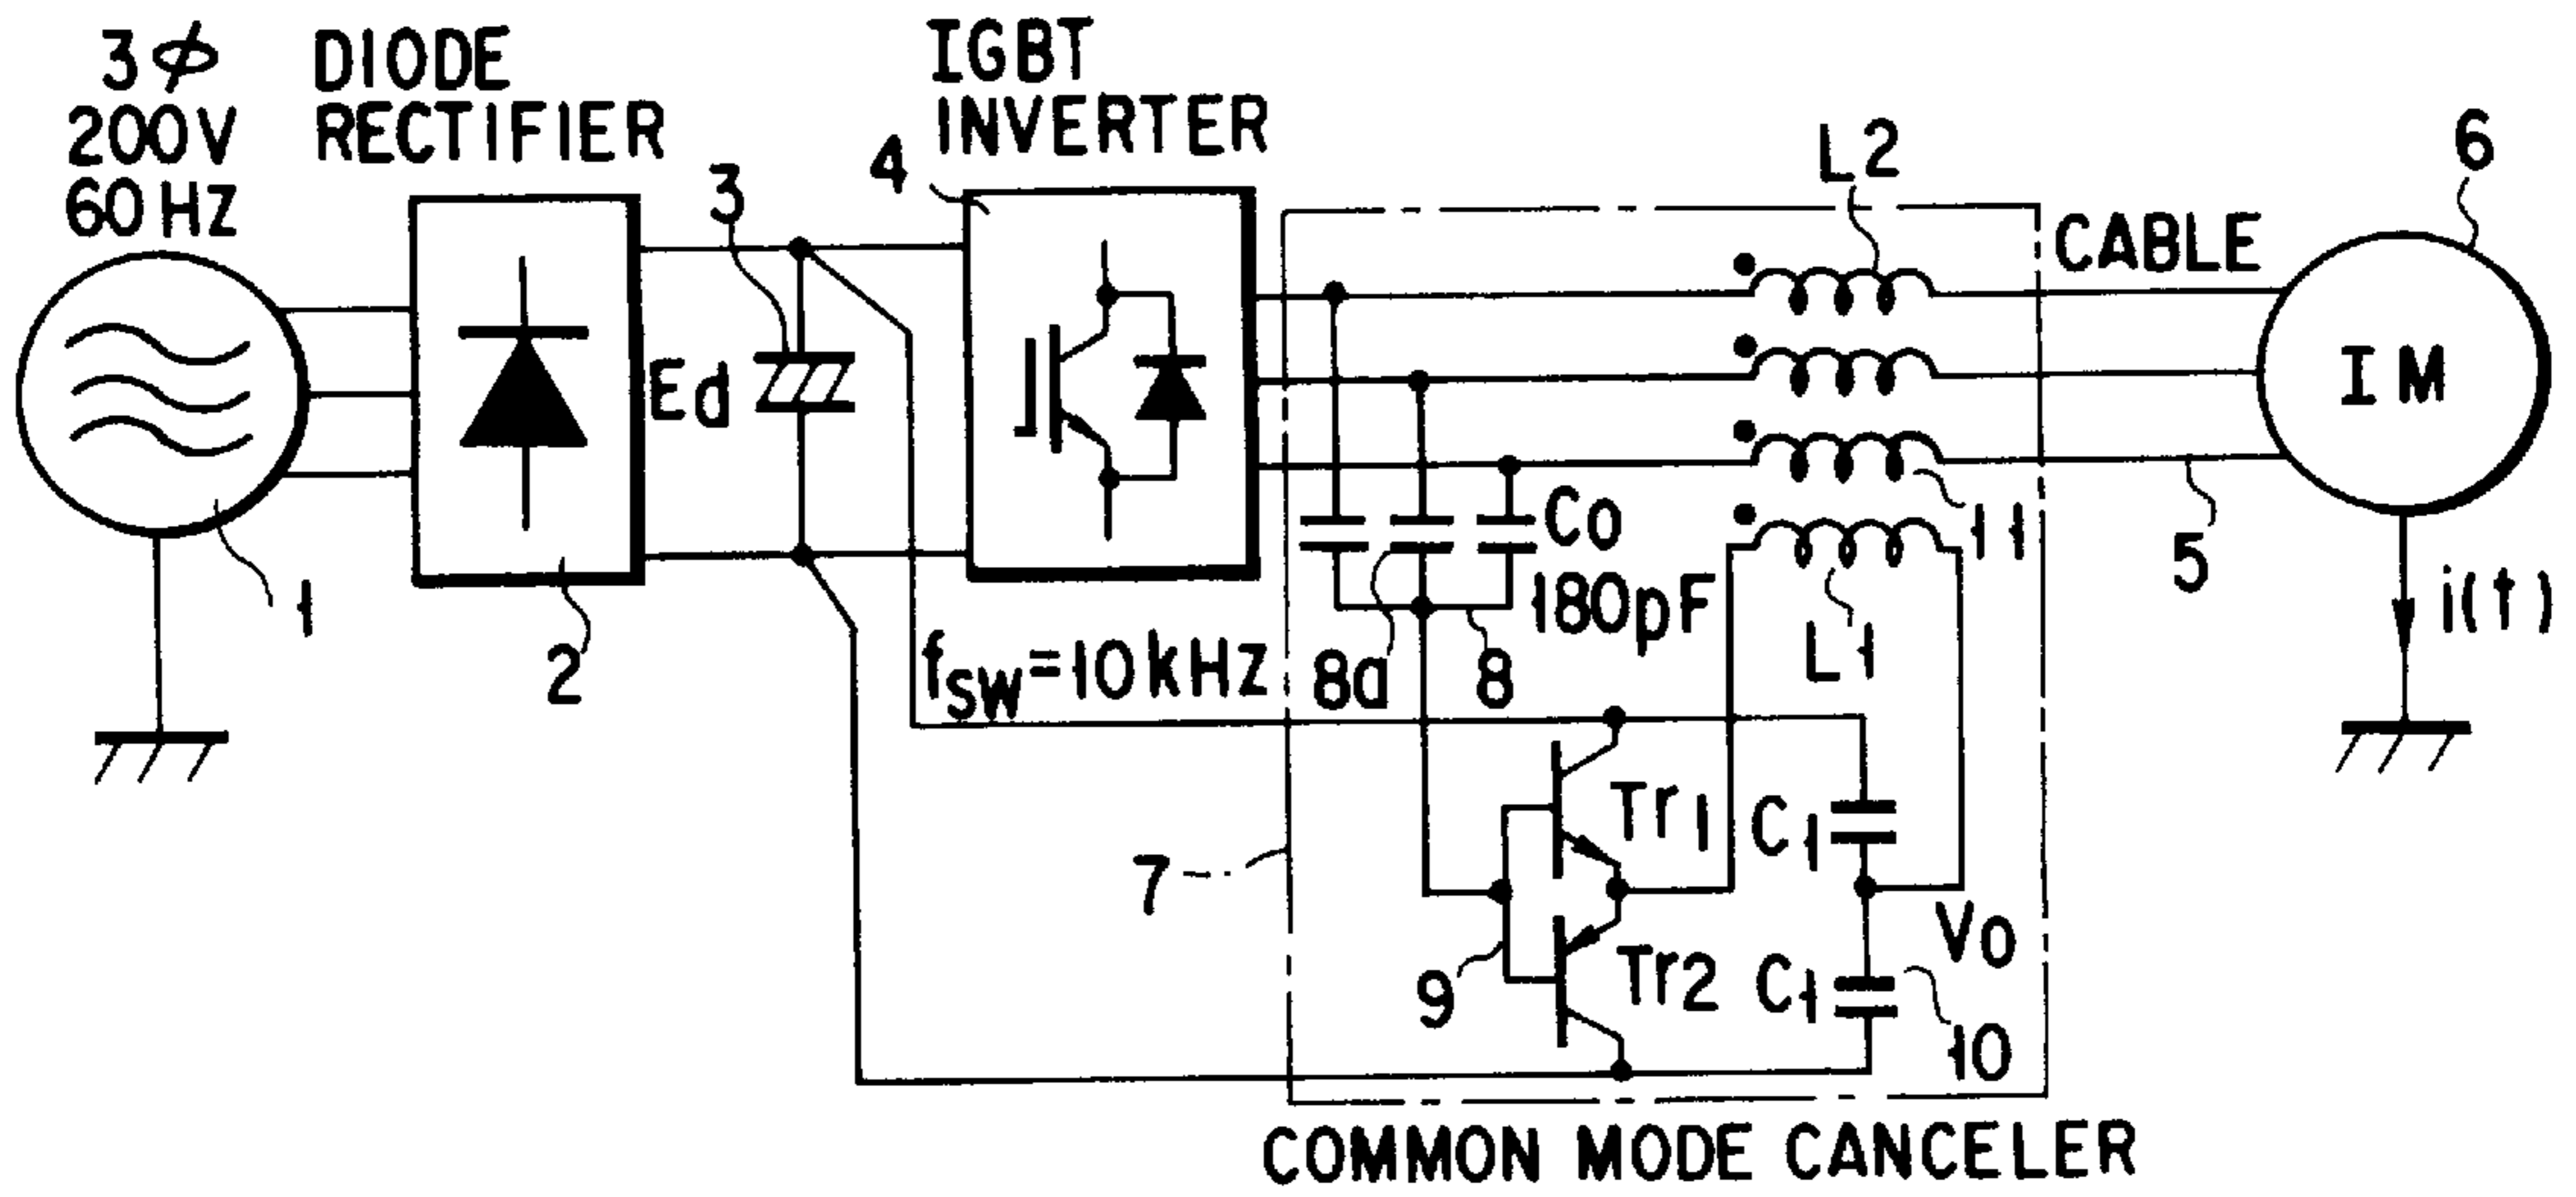 3φ
200V
60HZ
DIODE
RECTIFIER
IGBT
INVERTER
4
3
L2
6
CABLE
Ed
IM
C0
180pF
11
5
i(t)
1
2
fSW=10kHZ
8a
8
L1
7
Tr1
C1
9
Tr2
C1
V0
10
COMMON MODE CANCELER